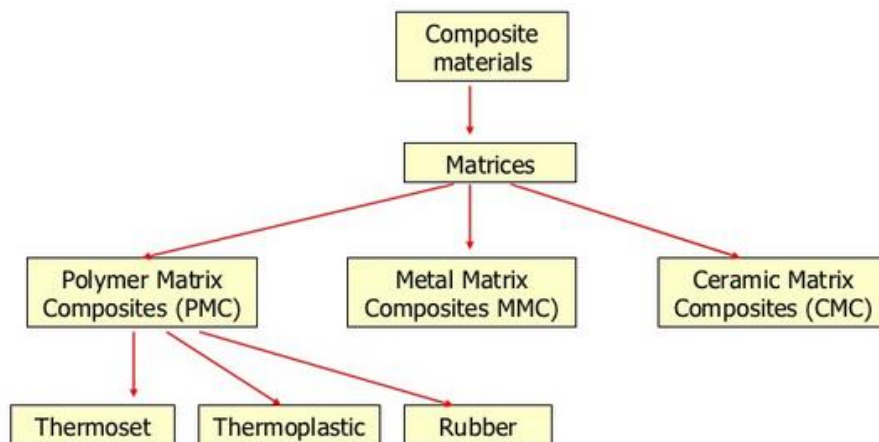 Composite
materials
Matrices
Polymer Matrix
Composites (PMC)
Metal Matrix
Composites MMC)
Ceramic Matrix
Composites (CMC)
Thermoset
Thermoplastic
Rubber